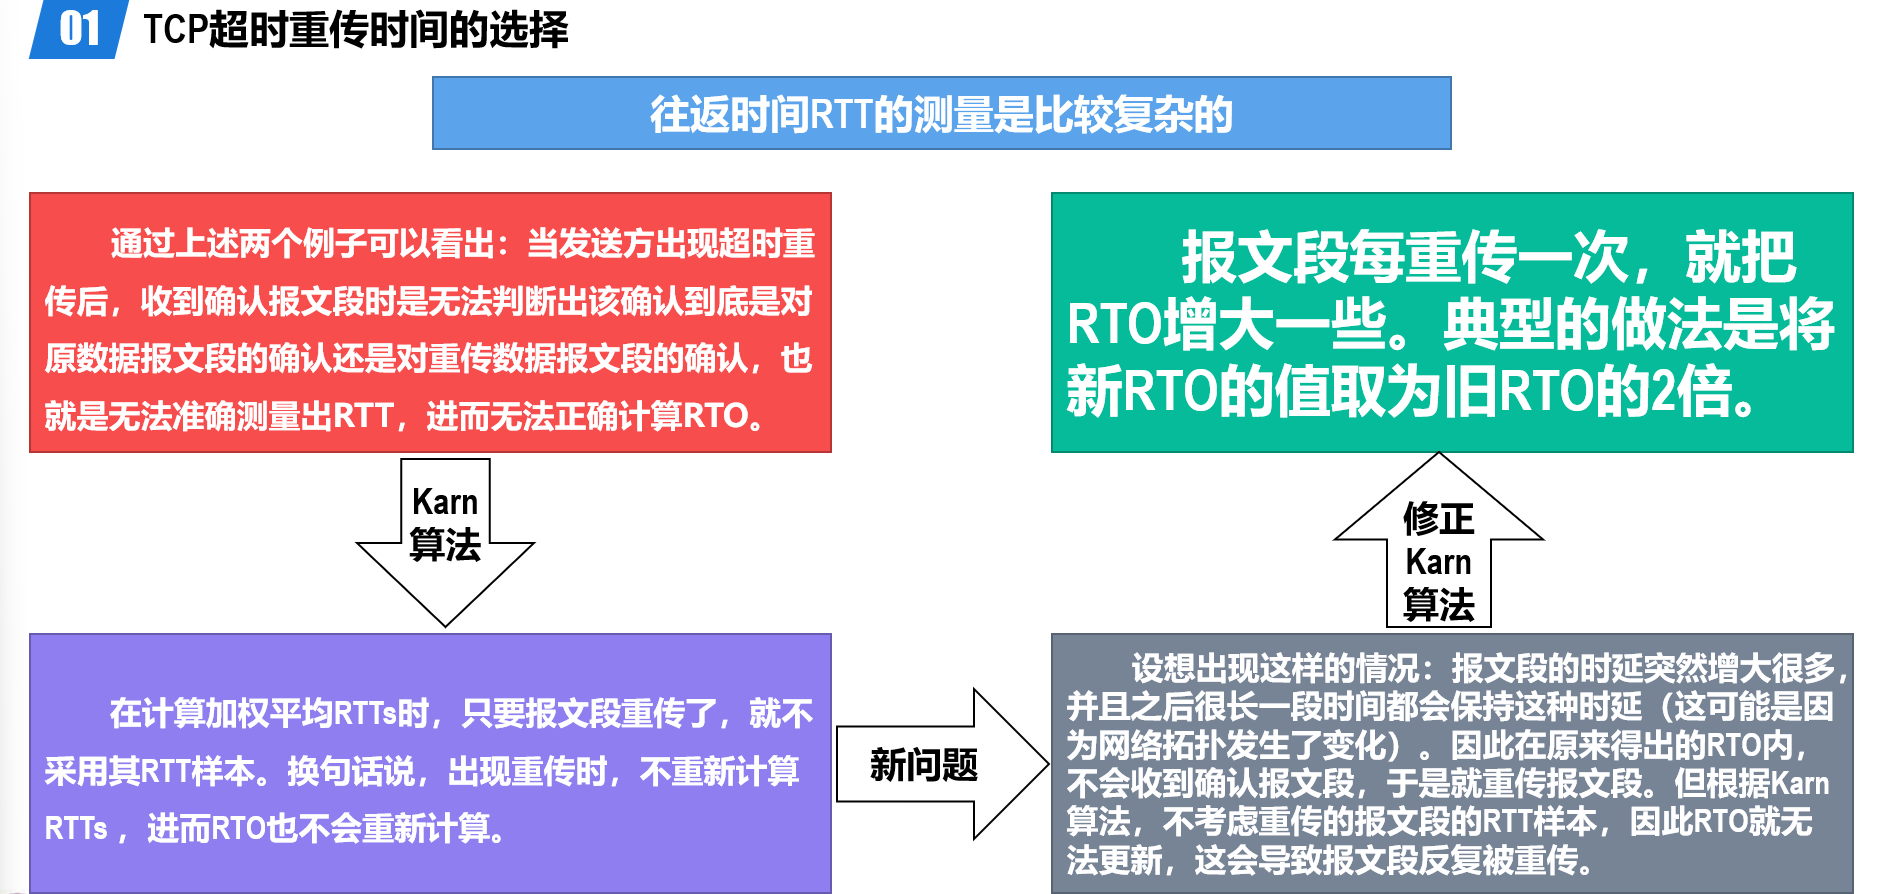 01 TCP超时重传时间的选择
往返时间RTT的测量是比较复杂的
通过上述两个例子可以看出：当发送方出现超时重
传后，收到确认报文段时是无法判断出该确认到底是对
原数据报文段的确认还是对重传数据报文段的确认，也
就是无法准确测量出RTT，进而无法正确计算RTO。
Karn
算法
在计算加权平均RTTs时，只要报文段重传了，就不
采用其RTT样本。换句话说，出现重传时，不重新计算
RTTs ，进而RTO也不会重新计算。
新问题
设想出现这样的情况：报文段的时延突然增大很多，
并且之后很长一段时间都会保持这种时延（这可能是因
为网络拓扑发生了变化）。因此在原来得出的RTO内，
不会收到确认报文段，于是就重传报文段。但根据Karn
算法，不考虑重传的报文段的RTT样本，因此RTO就无
法更新，这会导致报文段反复被重传。
修正
Karn
算法
报文段每重传一次，就把
RTO增大一些。典型的做法是将
新RTO的值取为旧RTO的2倍。